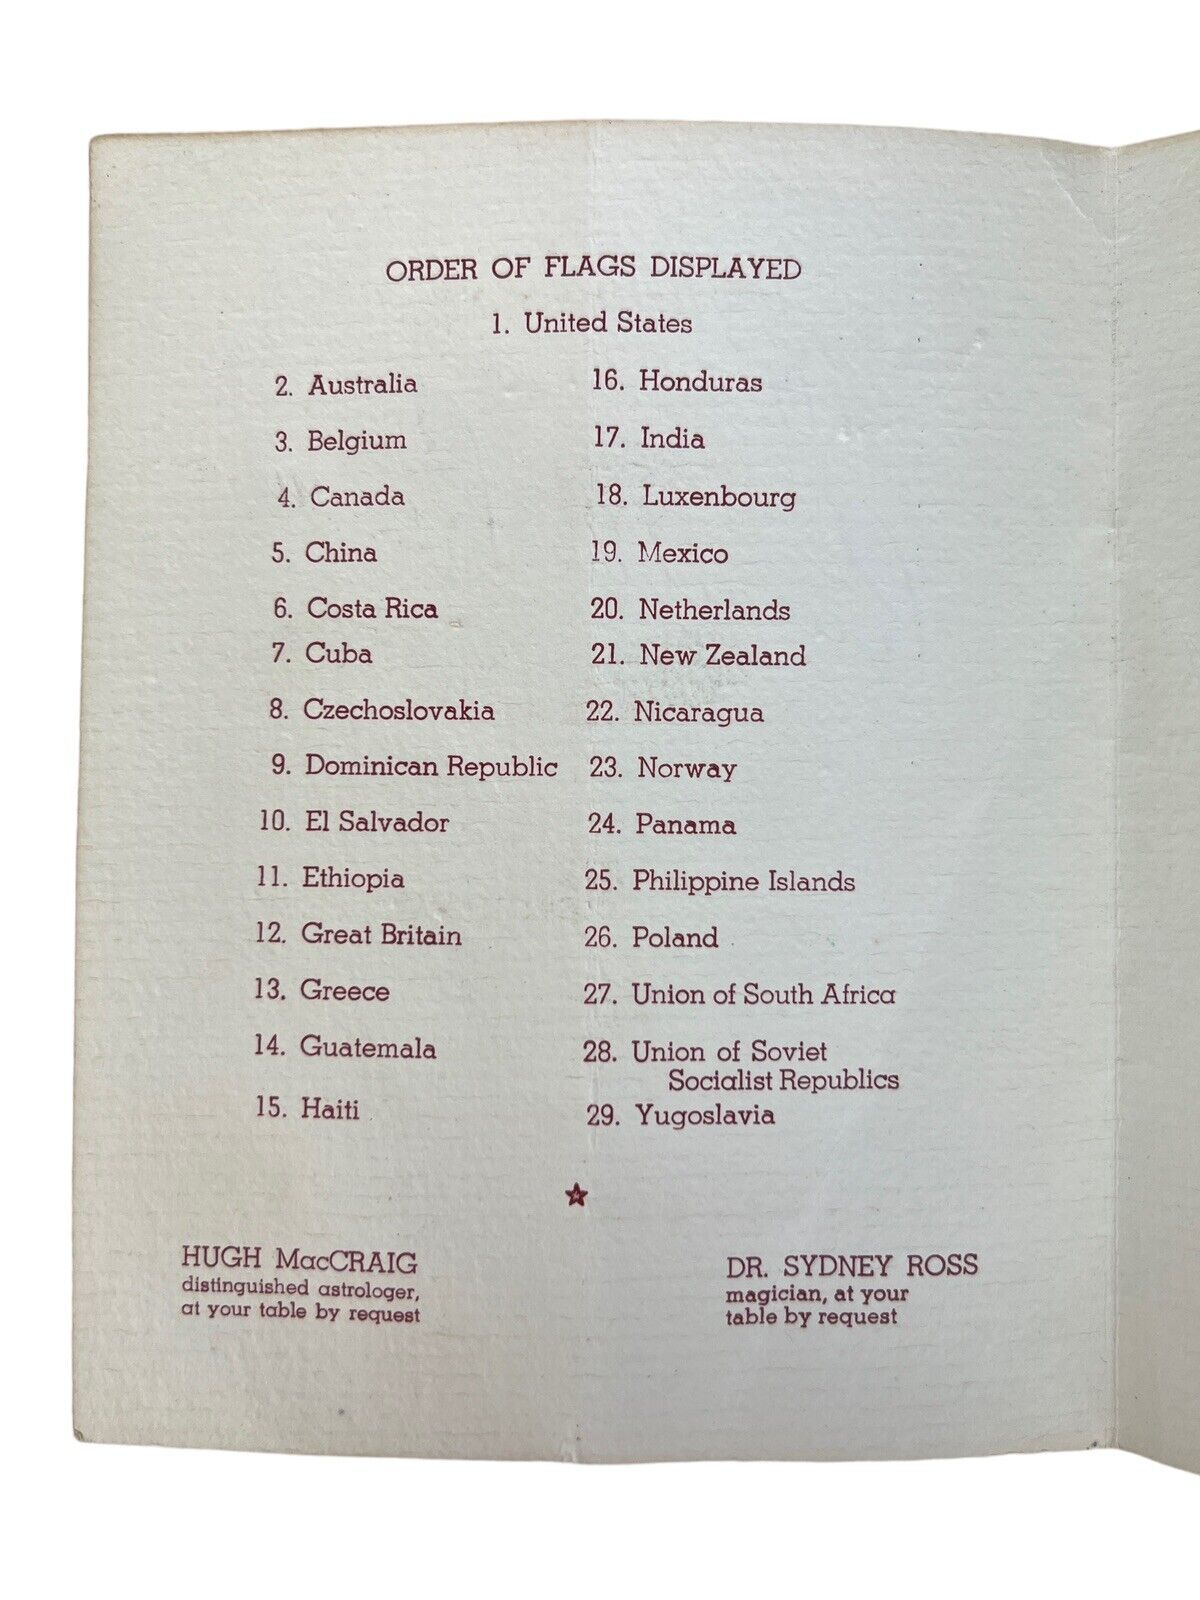 ORDER OF FLAGS DISPLAYED
1. United States
2. Australia
3. Belgium
4. Canada
5. China
6. Costa Rica
7. Cuba
8. Czechoslovakia
9. Dominican Republic
10. El Salvador
11. Ethiopia
12. Great Britain
13. Greece
14. Guatemala
15. Haiti
16. Honduras
17. India
18. Luxenbourg
19. Mexico
20. Netherlands
21. New Zealand
22. Nicaragua
23. Norway
24. Panama
25. Philippine Islands
26. Poland
27. Union of South Africa
28. Union of Soviet
Socialist Republics
29. Yugoslavia
HUGH MacCRAIG
distinguished astrologer,
at your table by request
DR. SYDNEY ROSS
magician, at your
table by request